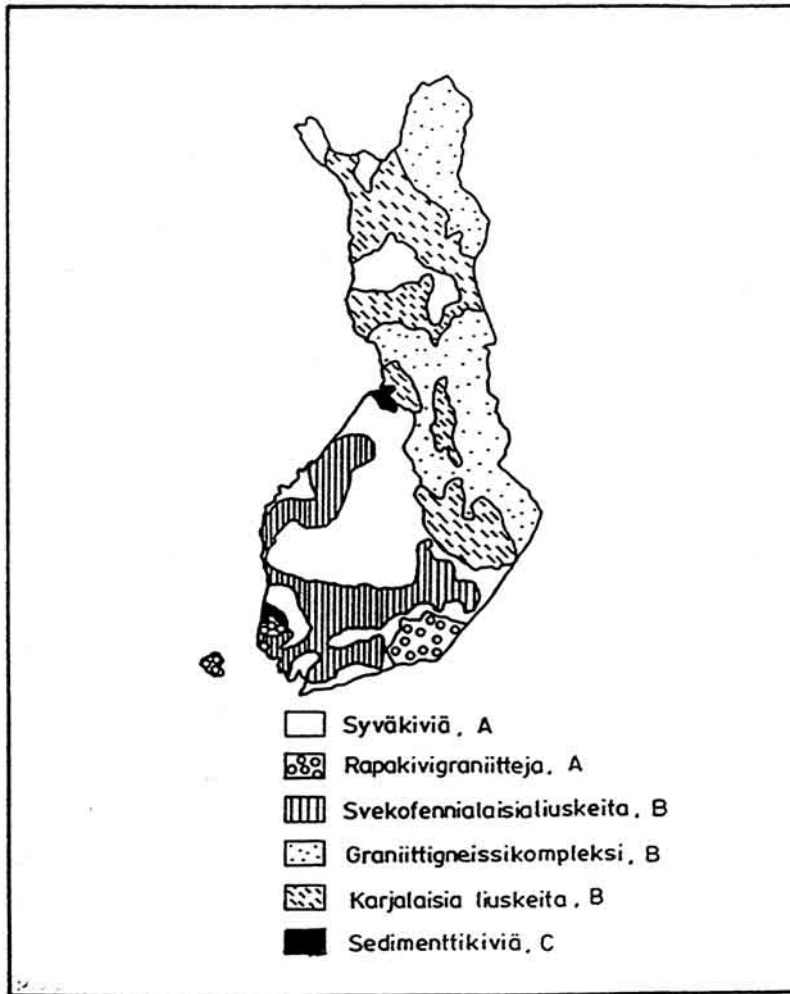 Syväkiviä, A
Rapakivigraniitteja, A
Svekofennialaisialiuskeita, B
Graniittigneissikompleksi, B
Karjalaisia liuskeita, B
Sedimenttikiviä, C